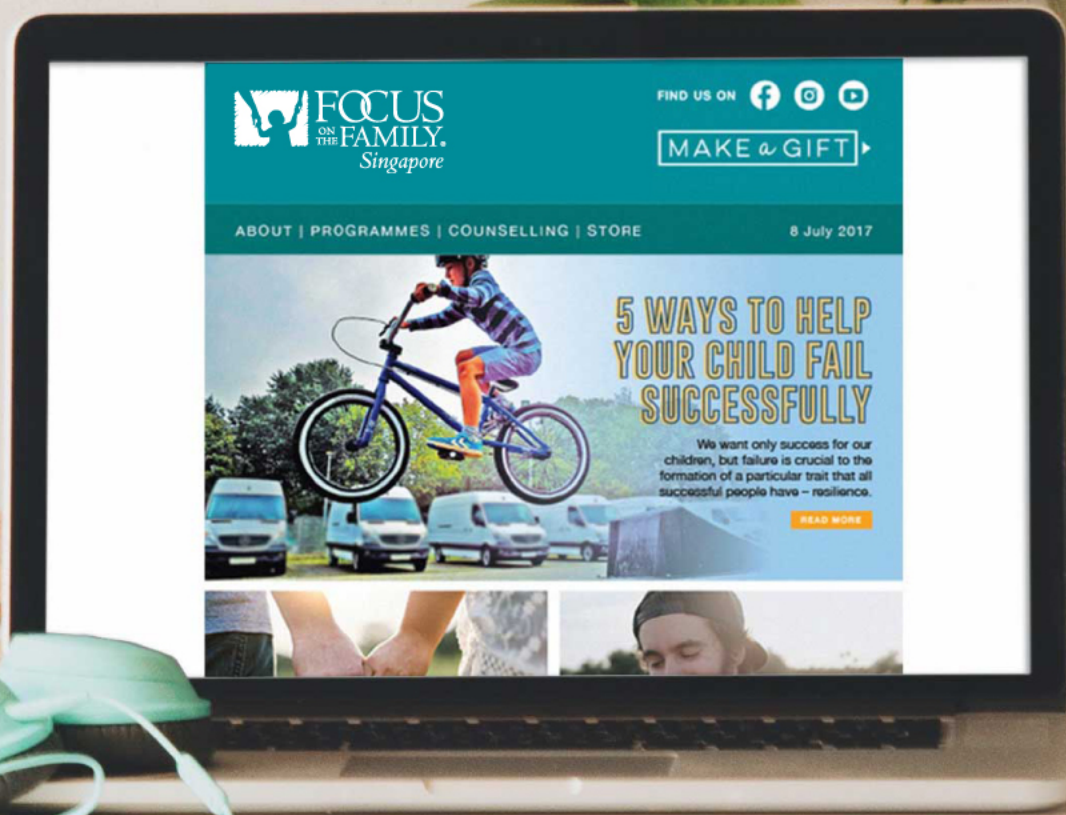 FOCUS
ON THE FAMILY.
Singapore
FIND US ON
MAKE a GIFT
ABOUT | PROGRAMMES | COUNSELLING | STORE
8 July 2017
5 WAYS TO HELP
YOUR CHILD FAIL
SUCCESSFULLY
We want only success for our
children, but failure is crucial to the
formation of a particular trait that all
successful people have – resilience.
READ MORE